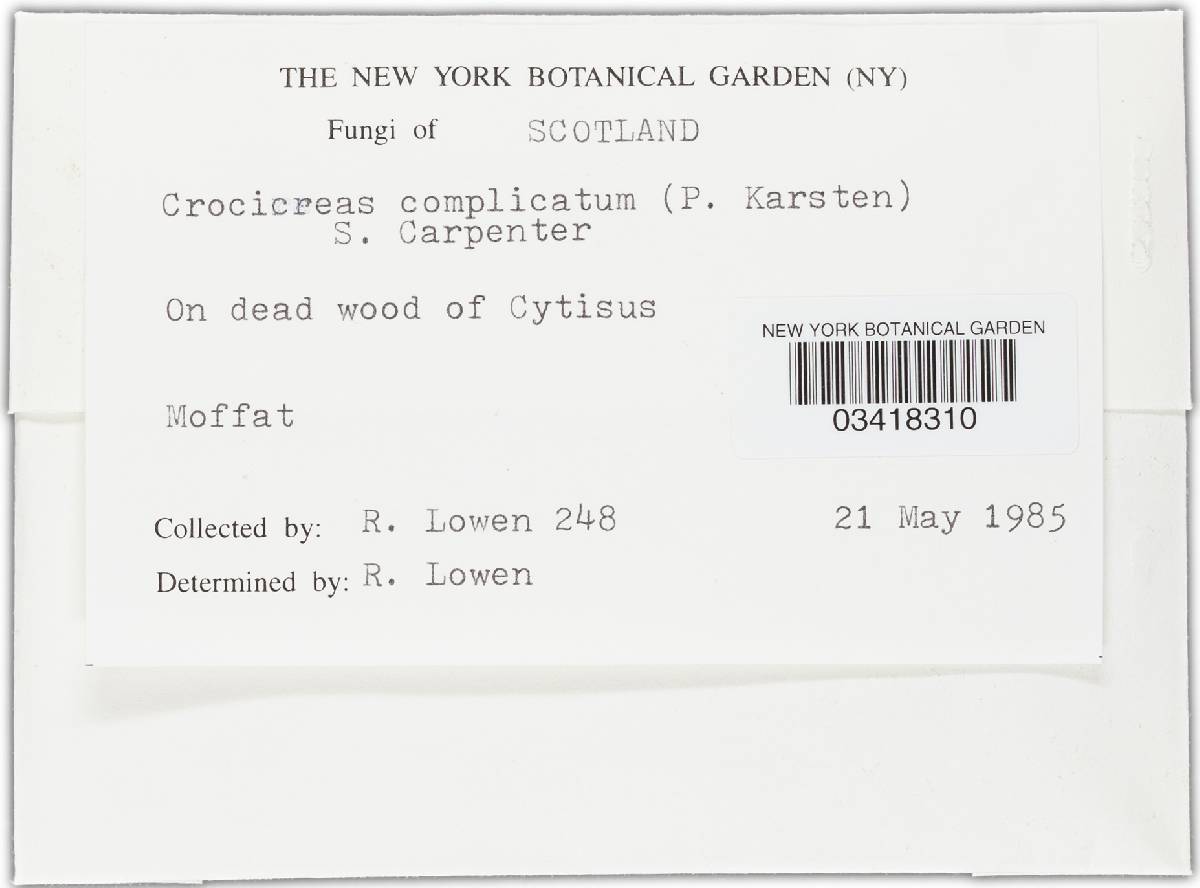 THE NEW YORK BOTANICAL GARDEN (NY)
Fungi of SCOTLAND
Crocicreas complicatum (P. Karsten)
S. Carpenter
On dead wood of Cytisus
NEW YORK BOTANICAL GARDEN
03418310
Moffat
Collected by: R. Lowen 248 21 May 1985
Determined by: R. Lowen